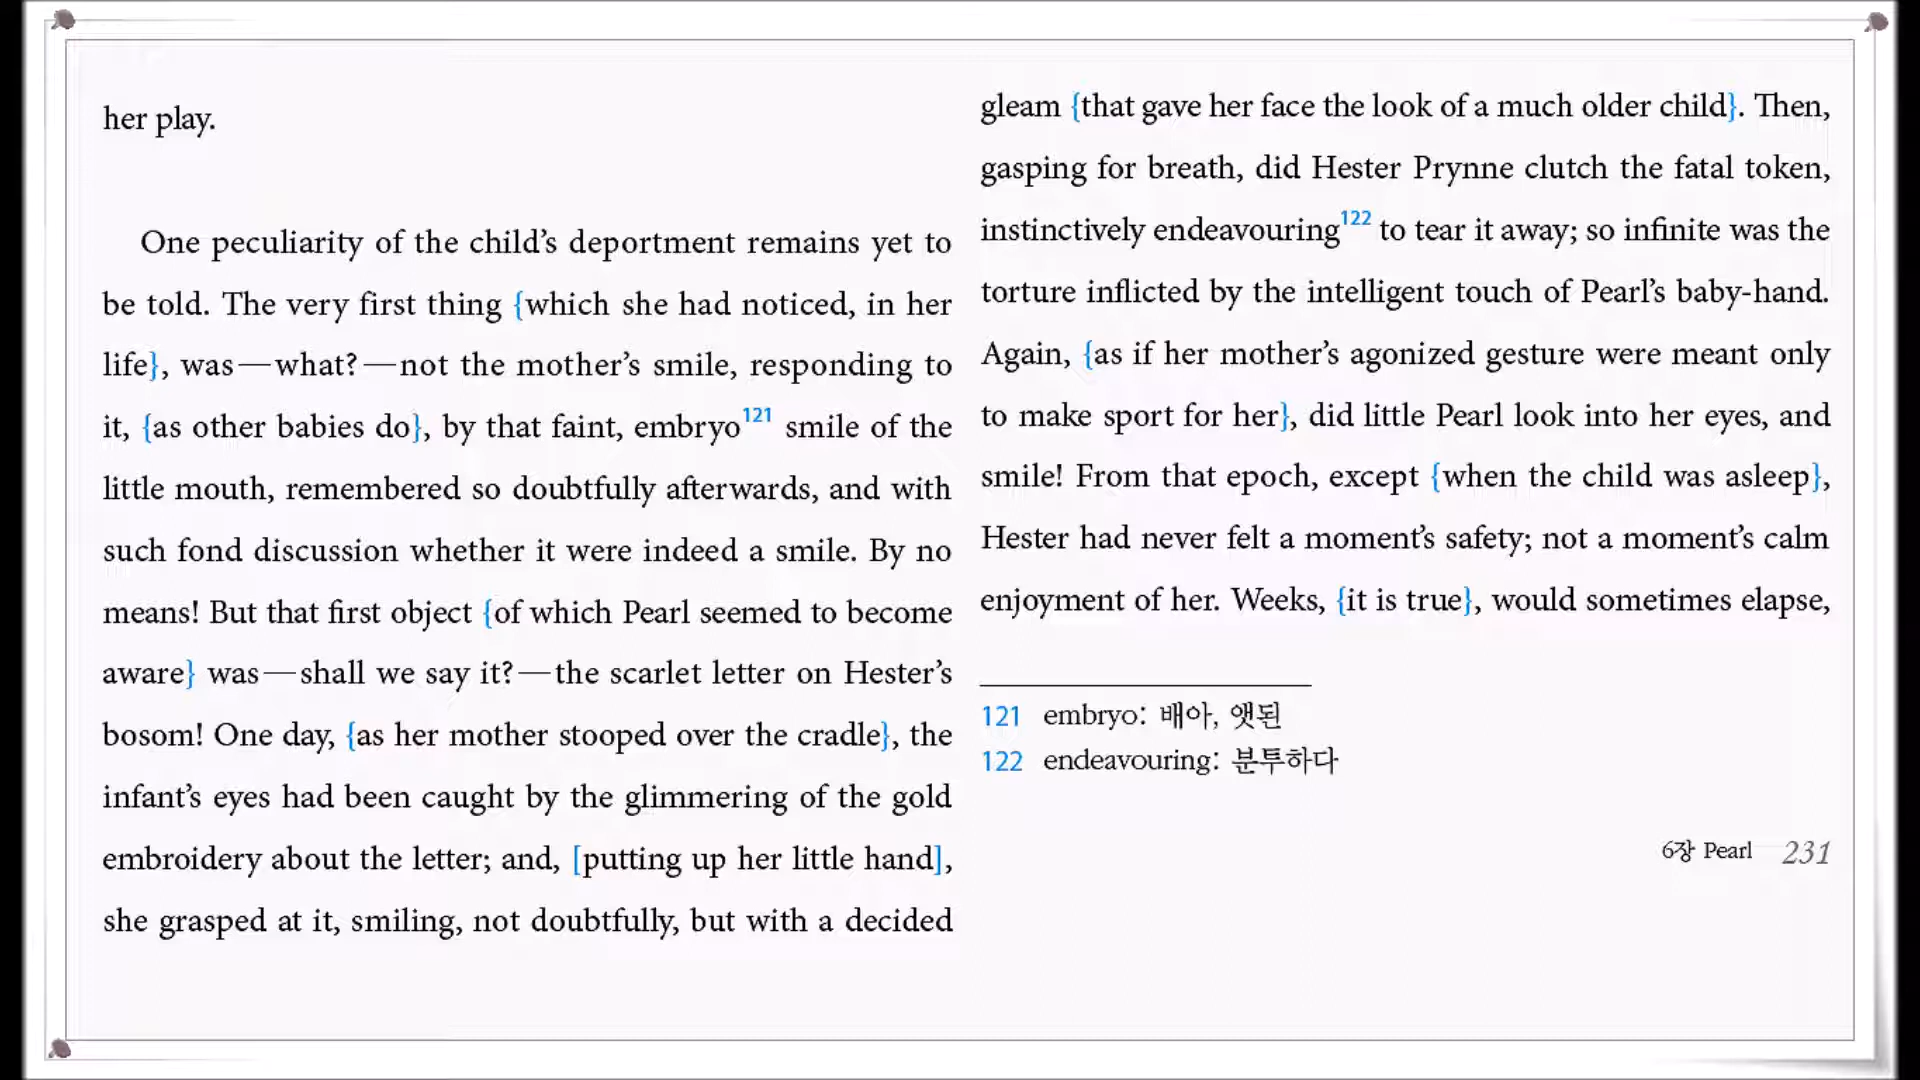 her play.
One peculiarity of the child’s deportment remains yet to
be told. The very first thing {which she had noticed, in her
life}, was—what?—not the mother’s smile, responding to
it, {as other babies do}, by that faint, embryo121 smile of the
little mouth, remembered so doubtfully afterwards, and with
such fond discussion whether it were indeed a smile. By no
means! But that first object {of which Pearl seemed to become
aware} was—shall we say it?—the scarlet letter on Hester’s
bosom! One day, {as her mother stooped over the cradle}, the
infant’s eyes had been caught by the glimmering of the gold
embroidery about the letter; and, [putting up her little hand],
she grasped at it, smiling, not doubtfully, but with a decided
gleam {that gave her face the look of a much older child}. Then,
gasping for breath, did Hester Prynne clutch the fatal token,
instinctively endeavouring122 to tear it away; so infinite was the
torture inflicted by the intelligent touch of Pearl’s baby-hand.
Again, {as if her mother’s agonized gesture were meant only
to make sport for her}, did little Pearl look into her eyes, and
smile! From that epoch, except {when the child was asleep},
Hester had never felt a moment’s safety; not a moment’s calm
enjoyment of her. Weeks, {it is true}, would sometimes elapse,
121 embryo: 배아, 앳된
122 endeavouring: 분투하다
6장 Pearl 231